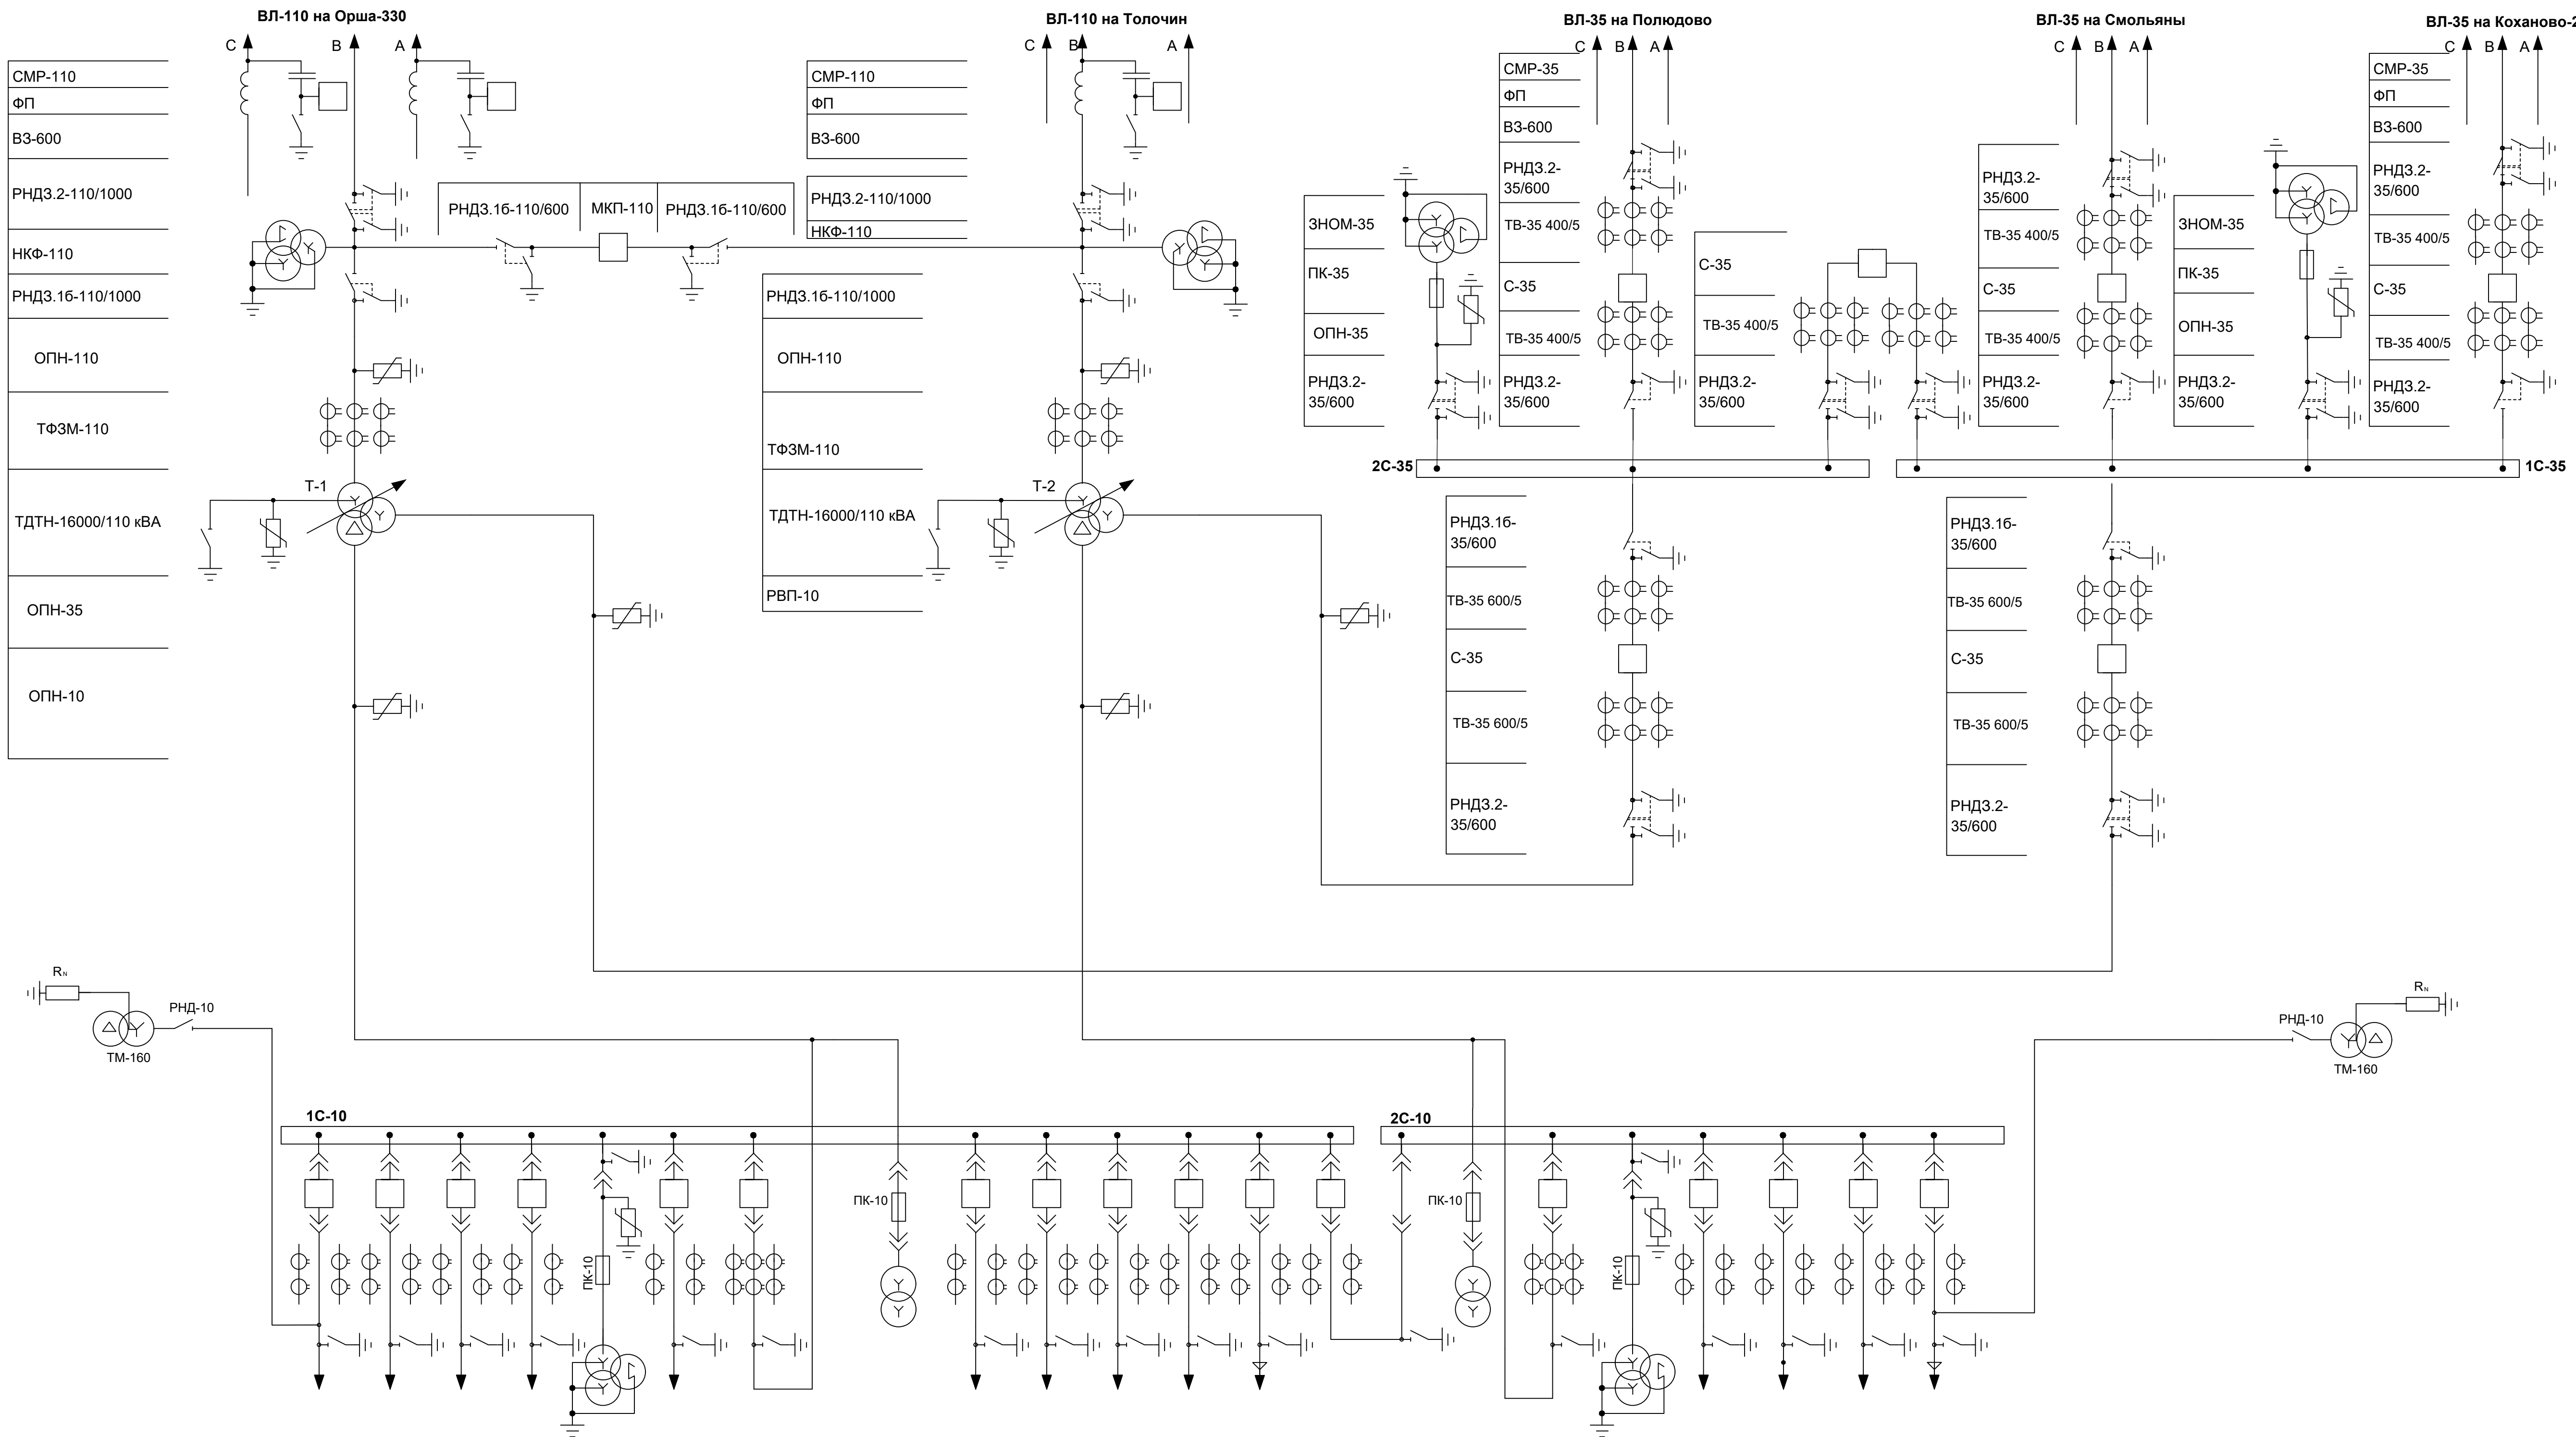 ВЛ-110 на Орша-330
С
В
А
СМР-110
ФП
ВЗ-600
РНДЗ.2-110/1000
НКФ-110
РНДЗ.1б-110/1000
ОПН-110
ТФЗМ-110
ТДТН-16000/110 кВА
ОПН-35
ОПН-10
Т-1
РНДЗ.1б-110/600
МКП-110
РНДЗ.1б-110/600
ВЛ-110 на Толочин
С
В
А
СМР-110
ФП
ВЗ-600
РНДЗ.2-110/1000
НКФ-110
РНДЗ.1б-110/1000
ОПН-110
ТФЗМ-110
ТДТН-16000/110 кВА
РВП-10
Т-2
ЗНОМ-35
ПК-35
ОПН-35
РНДЗ.2-
35/600
ВЛ-35 на Полюдово
С
В
А
СМР-35
ФП
ВЗ-600
РНДЗ.2-
35/600
ТВ-35 400/5
С-35
ТВ-35 400/5
РНДЗ.2-
35/600
С-35
ТВ-35 400/5
РНДЗ.2-
35/600
ВЛ-35 на Смольяны
С
В
А
РНДЗ.2-
35/600
ТВ-35 400/5
С-35
ТВ-35 400/5
РНДЗ.2-
35/600
ЗНОМ-35
ПК-35
ОПН-35
РНДЗ.2-
35/600
ВЛ-35 на Коханово-2
С
В
А
СМР-35
ФП
ВЗ-600
РНДЗ.2-
35/600
ТВ-35 400/5
С-35
ТВ-35 400/5
РНДЗ.2-
35/600
2С-35
1С-35
РНДЗ.1б-
35/600
ТВ-35 600/5
С-35
ТВ-35 600/5
РНДЗ.2-
35/600
РНДЗ.1б-
35/600
ТВ-35 600/5
С-35
ТВ-35 600/5
РНДЗ.2-
35/600
RN
РНД-10
ТМ-160
RN
РНД-10
ТМ-160
1С-10
2С-10
ПК-10
ПК-10
ПК-10
ПК-10